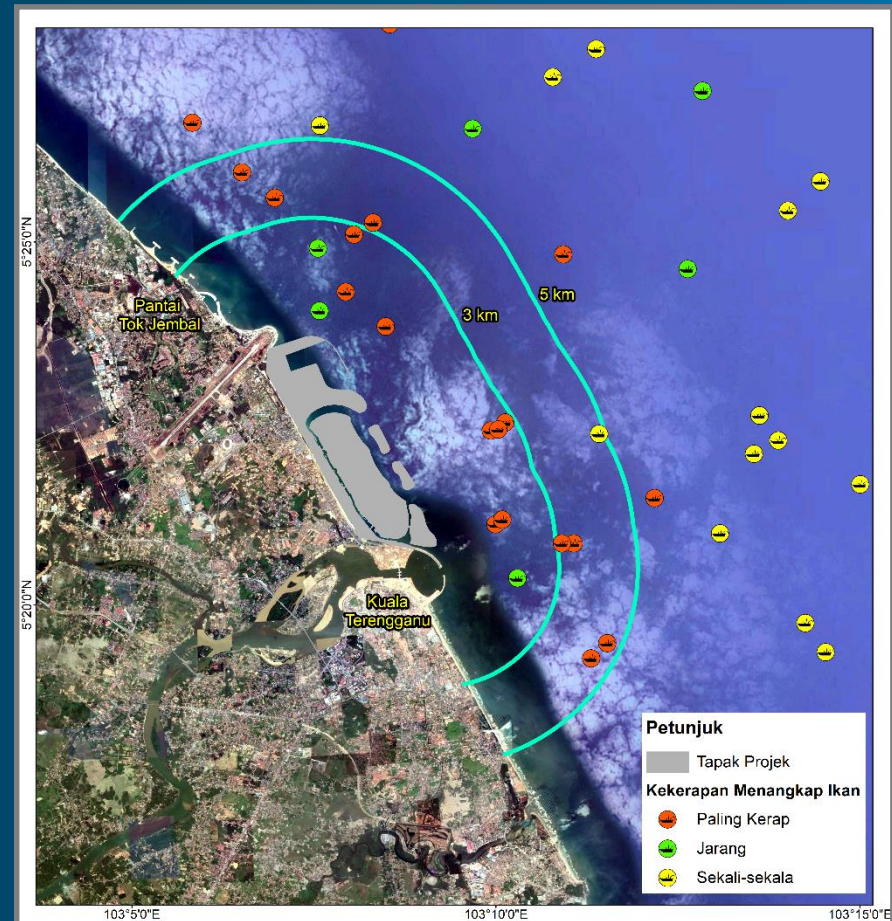 5°25'0"N
Pantai
Tok Jembal
3 km
5 km
5°20'0"N
Kuala
Terengganu
Petunjuk
Tapak Projek
Kekerapan Menangkap Ikan
Paling Kerap
Jarang
Sekali-sekala
103°5'0"E
103°10'0"E
103°15'0"E